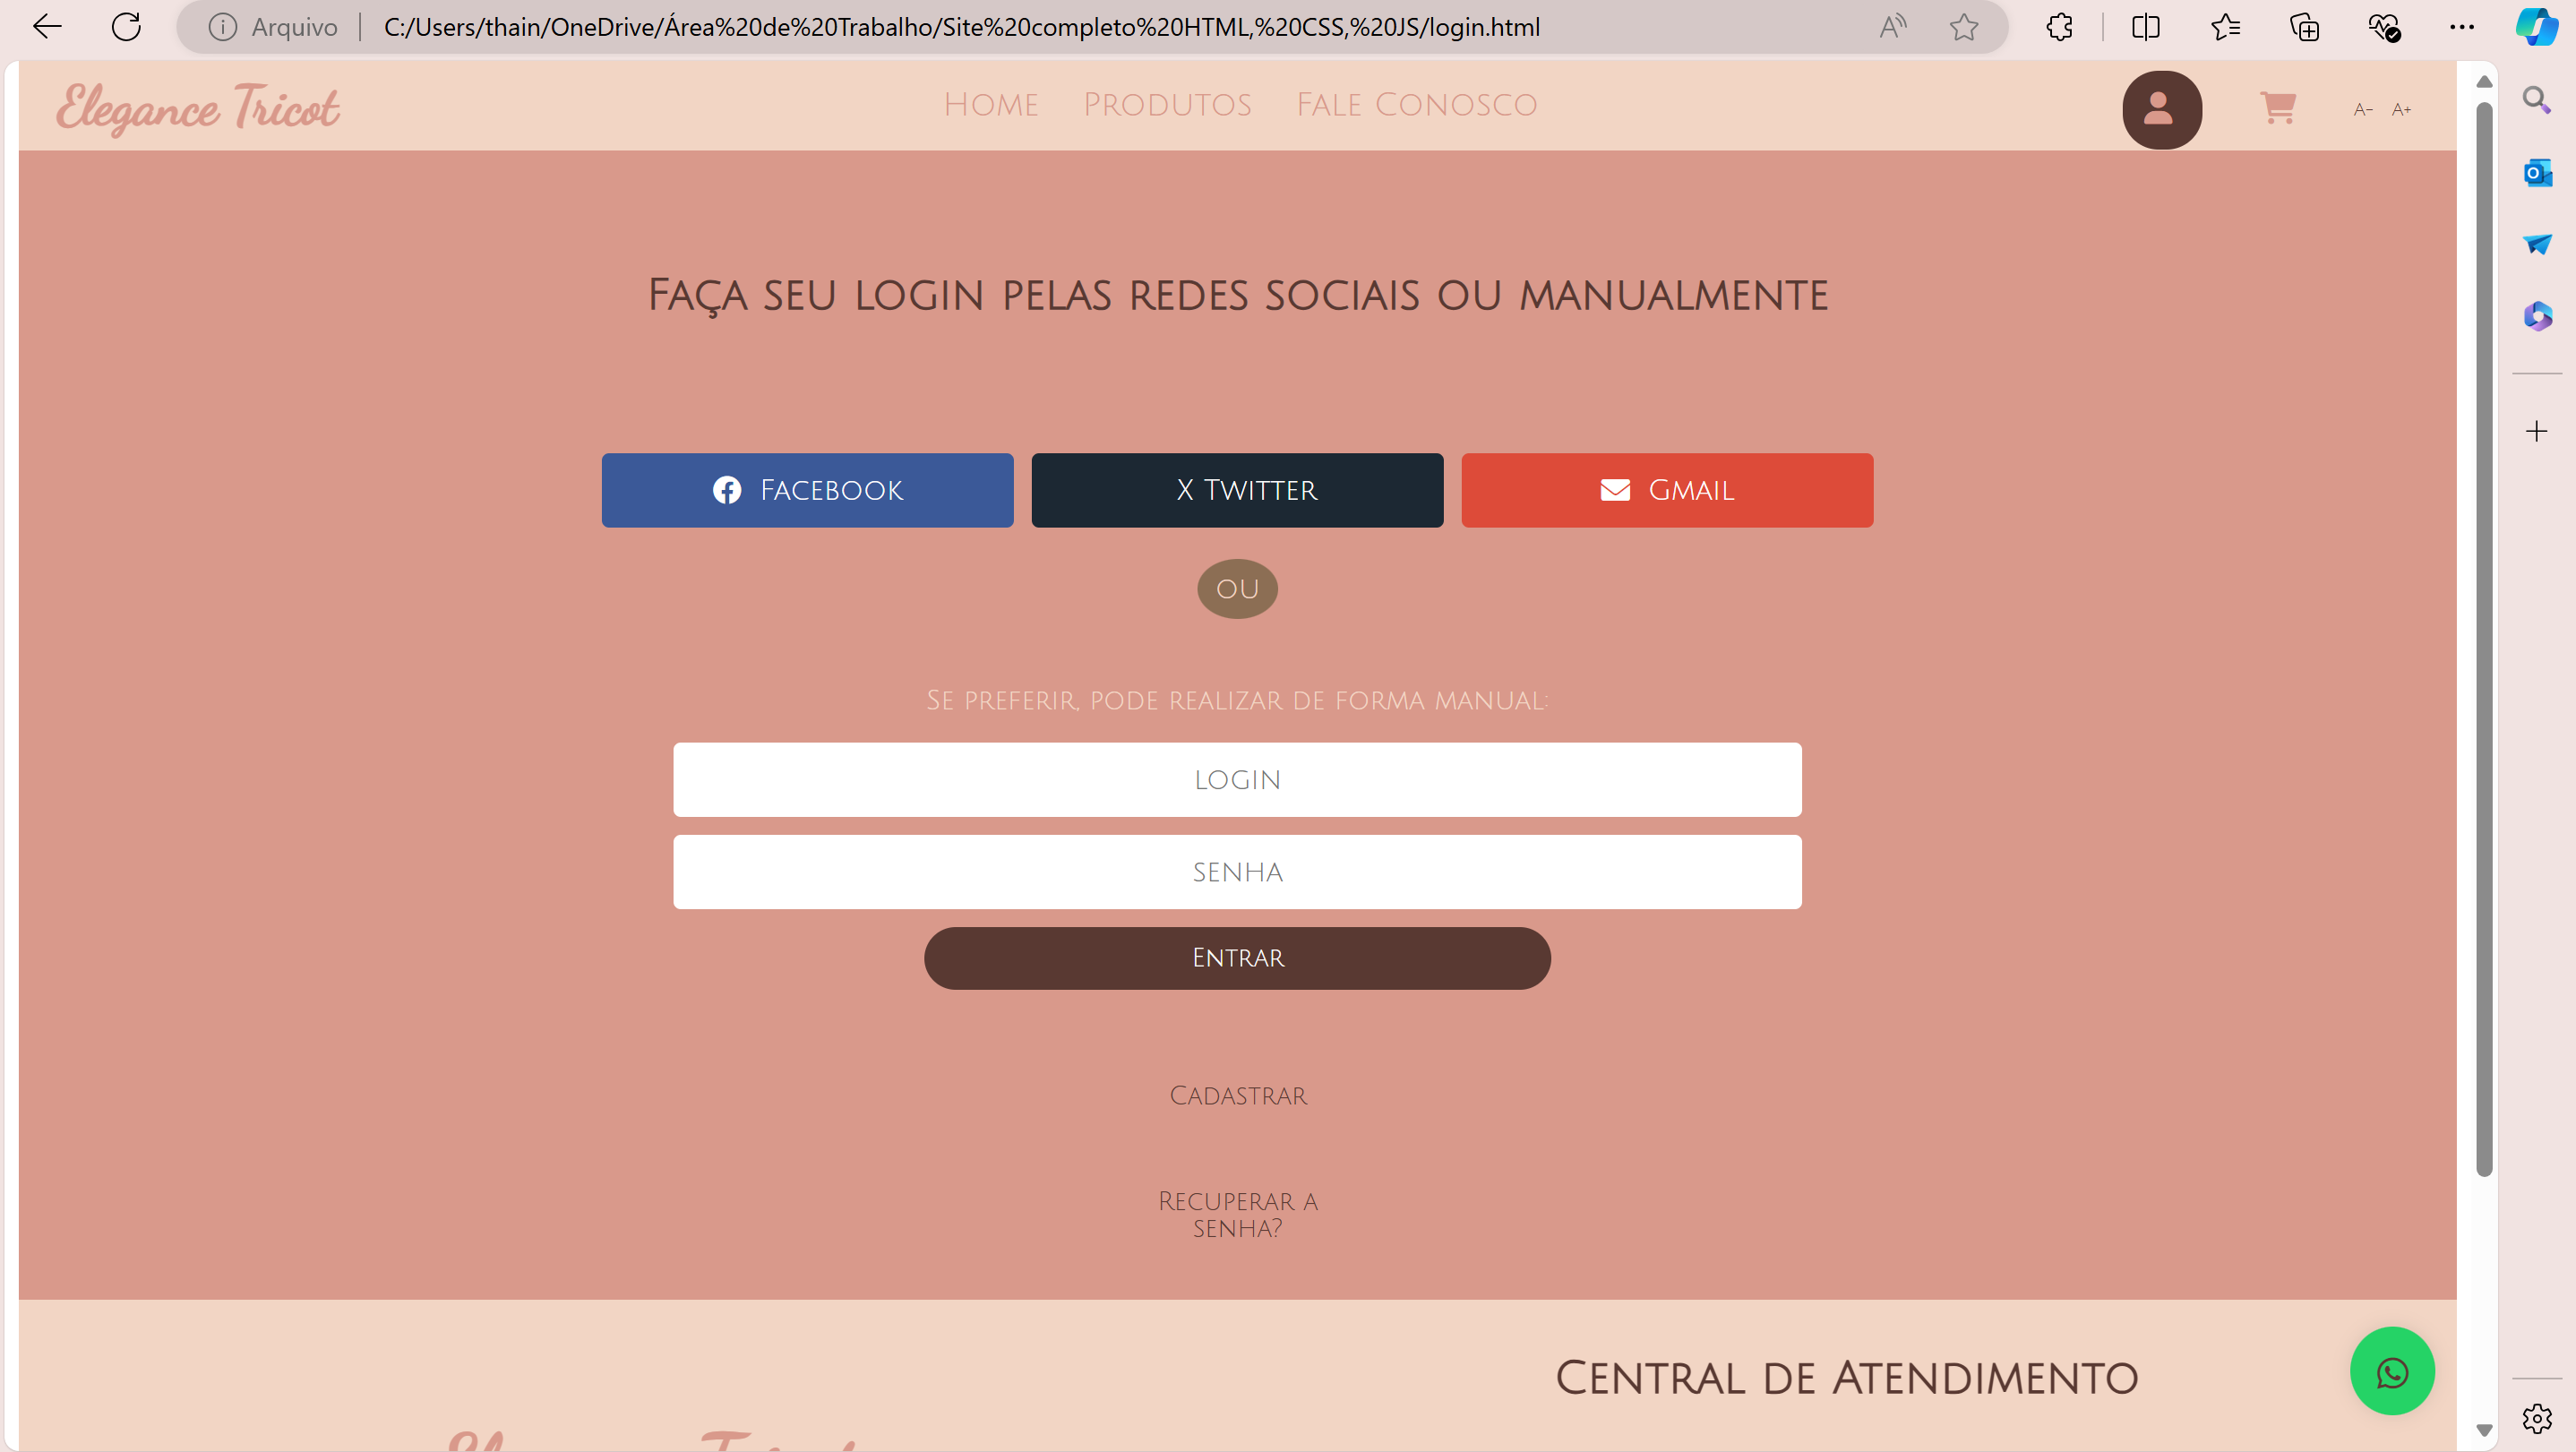 Arquivo
C:/Users/thain/OneDrive/Área%20de%20Trabalho/Site%20completo%20HTML,%20CSS,%20JS/login.html
Elegance Tricot
Home
Produtos
Fale Conosco
A-
A+
Faça seu login pelas redes sociais ou manualmente
Facebook
X Twitter
Gmail
ou
Se preferir, pode realizar de forma manual:
login
senha
Entrar
Cadastrar
Recuperar a
senha?
Central de Atendimento